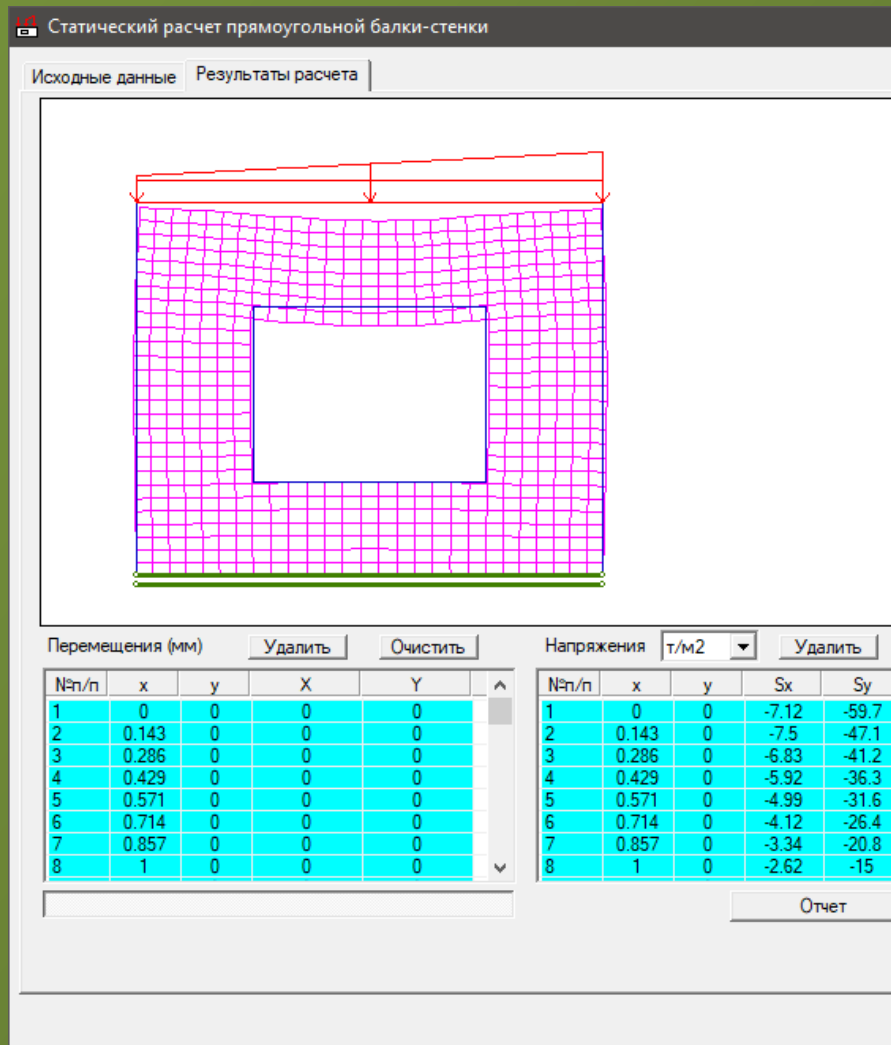 Статический расчет прямоугольной балки-стенки
Исходные данные Результаты расчета
Перемещения (мм) Удалить Очистить Напряжения т/м2 Удалить
№п/п x y X Y №п/п x y Sx Sy
1 0 0 0 0 1 0 0 -7.12 -59.7
2 0.143 0 0 0 2 0.143 0 -7.5 -47.1
3 0.286 0 0 0 3 0.286 0 -6.83 -41.2
4 0.429 0 0 0 4 0.429 0 -5.92 -36.3
5 0.571 0 0 0 5 0.571 0 -4.99 -31.6
6 0.714 0 0 0 6 0.714 0 -4.12 -26.4
7 0.857 0 0 0 7 0.857 0 -3.34 -20.8
8 1 0 0 0 8 1 0 -2.62 -15
Отчет